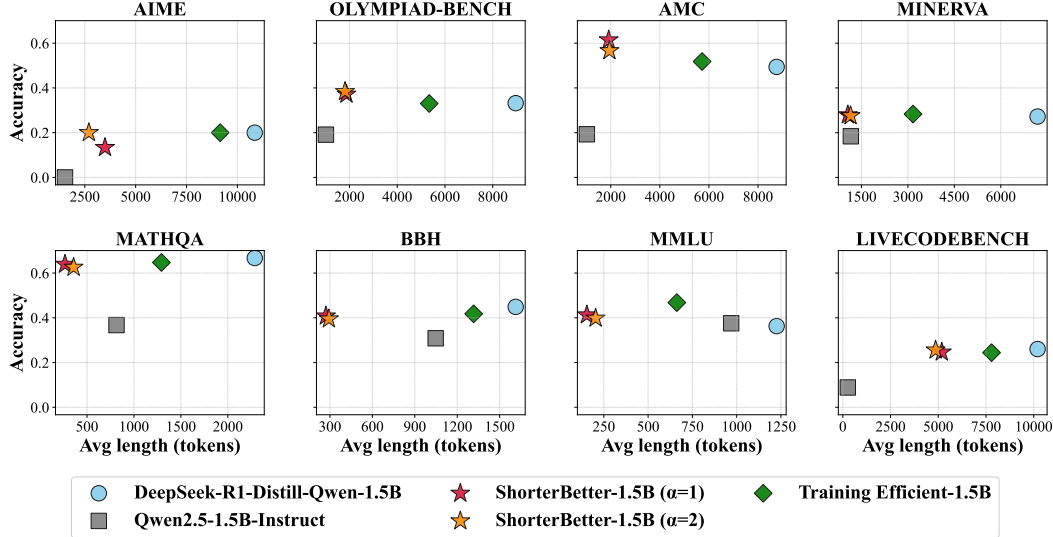 AIME OLYMPIAD-BENCH AMC MINERVA
Accuracy
0.6
0.4
0.2
0.0
2500 5000 7500 10000
2000 4000 6000 8000
2000 4000 6000 8000
1500 3000 4500 6000
MATHQA BBH MMLU LIVECODEBENCH
Accuracy
0.6
0.4
0.2
0.0
500 1000 1500 2000
300 600 900 1200 1500
250 500 750 1000 1250
0 2500 5000 7500 10000
Avg length (tokens) Avg length (tokens) Avg length (tokens) Avg length (tokens)
DeepSeek-R1-Distill-Qwen-1.5B ShorterBetter-1.5B (α=1) Training Efficient-1.5B
Qwen2.5-1.5B-Instruct ShorterBetter-1.5B (α=2)